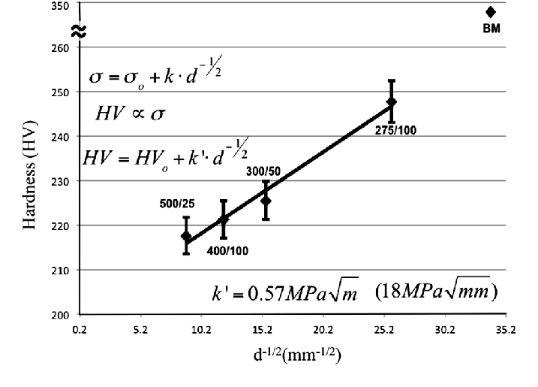 350
BM
260
σ = σ_o + k · d^{-1/2}
250
HV ∝ σ
275/100
240
HV = HV_o + k'· d^{-1/2}
300/50
230
500/25
220
400/100
210
k' = 0.57MPa√m (18MPa√mm)
200
0.2 5.2 10.2 15.2 20.2 25.2 30.2 35.2
d^{-1/2}(mm^{-1/2})
Hardness (HV)